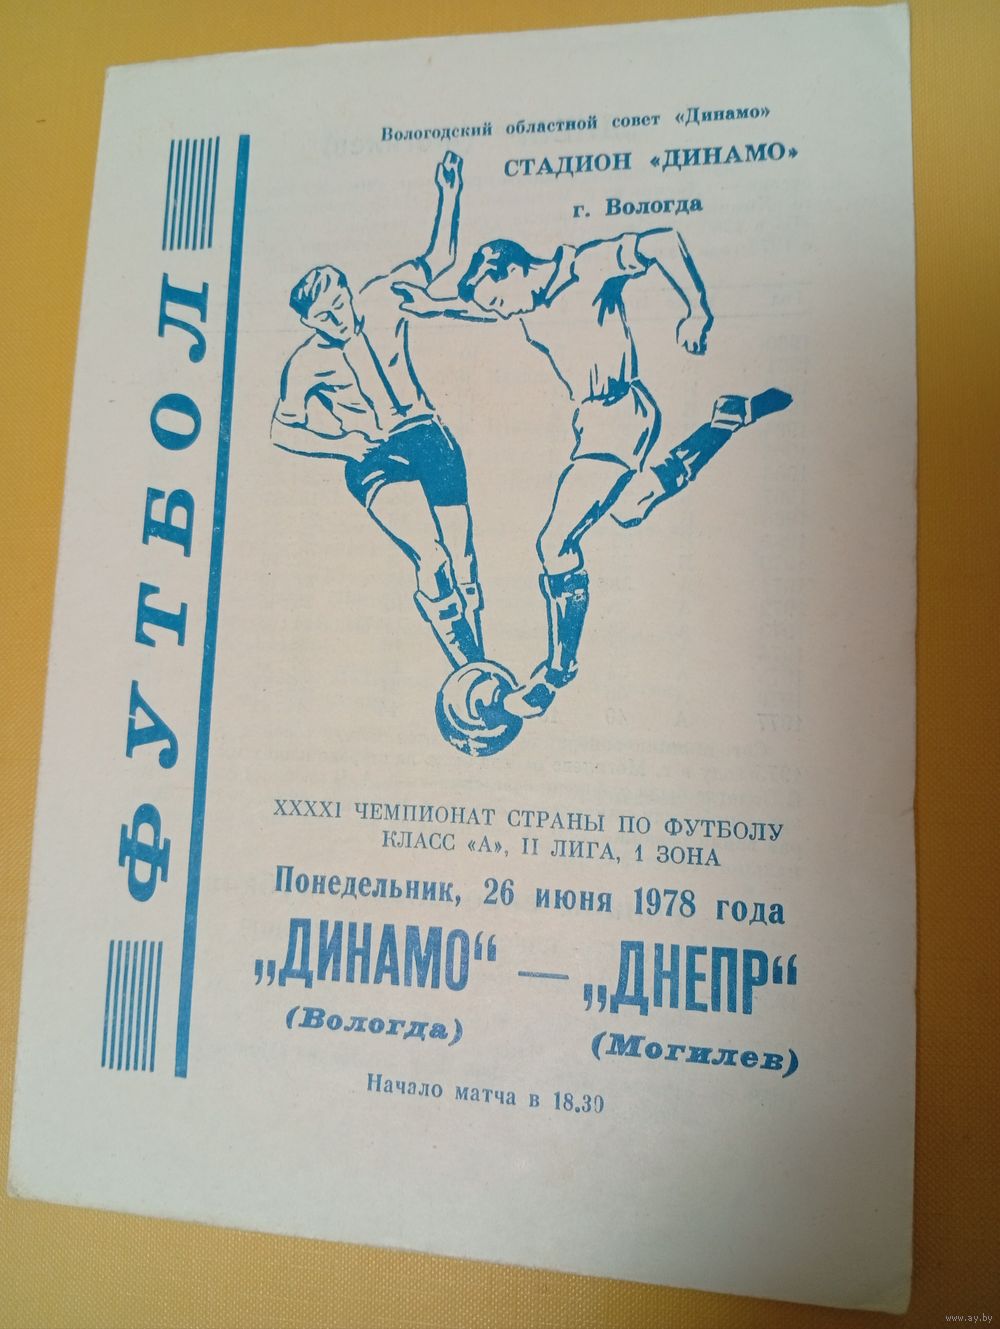 Вологодский областной совет «Динамо»
СТАДИОН «ДИНАМО»
г. Вологда
ФУТБОЛ
XXXXI ЧЕМПИОНАТ СТРАНЫ ПО ФУТБОЛУ
КЛАСС «А», II ЛИГА, 1 ЗОНА
Понедельник, 26 июня 1978 года
„ДИНАМО“ — „ДНЕПР“
(Вологда) (Могилев)
Начало матча в 18.30
www.ay.by